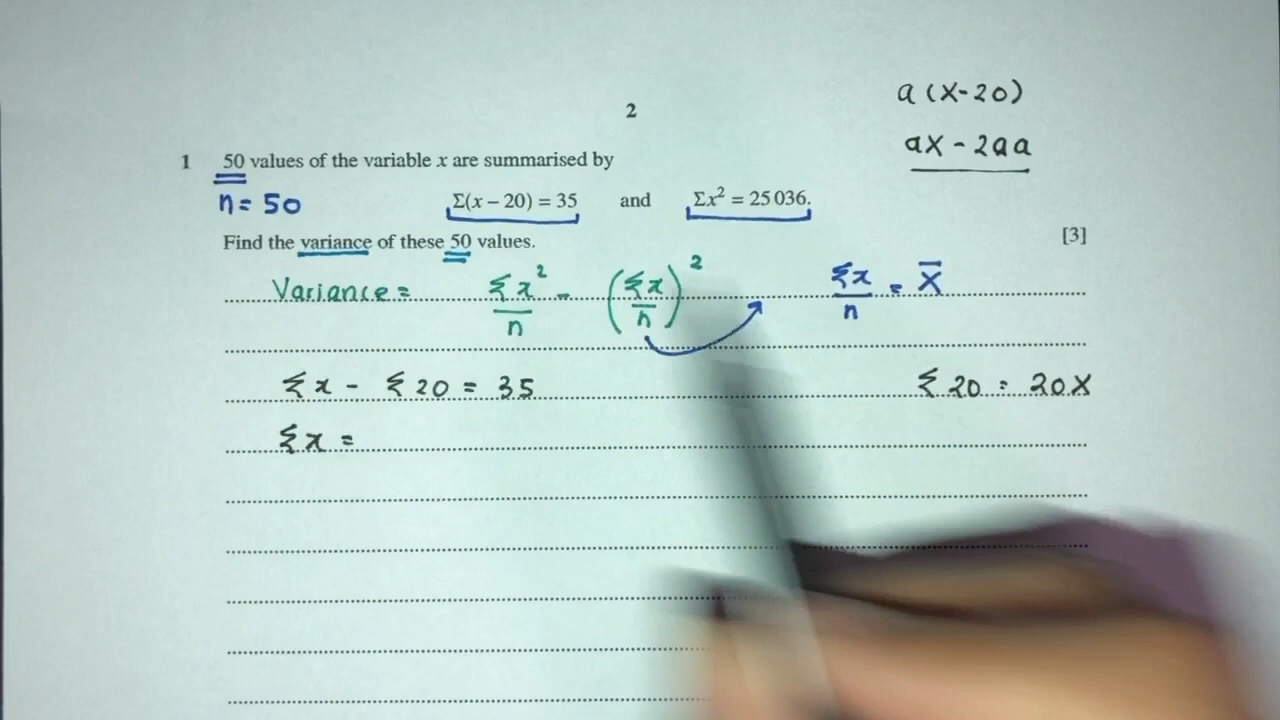 a (x-20)
2
ax - 20a
1 50 values of the variable x are summarised by
n = 50 Σ(x – 20) = 35 and Σx² = 25 036.
Find the variance of these 50 values. [3]
Variance = Σx²/n - (Σx/n)² Σx/n = x̄
Σx - Σ20 = 35 Σ20 = 20x
Σx =